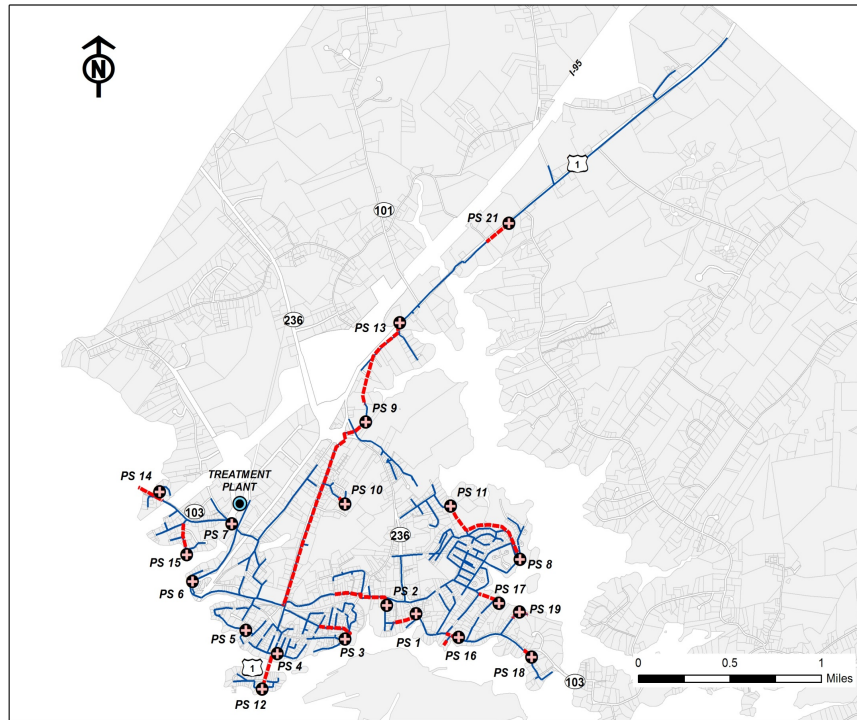 N
I-95
1
PS 21
101
236
PS 13
PS 9
PS 14
TREATMENT
PLANT
PS 10
PS 11
103
PS 7
236
PS 15
PS 8
PS 6
PS 2
PS 17
PS 19
PS 5
PS 1
PS 3
PS 4
PS 16
1
PS 18
103
PS 12
0 0.5 1
Miles